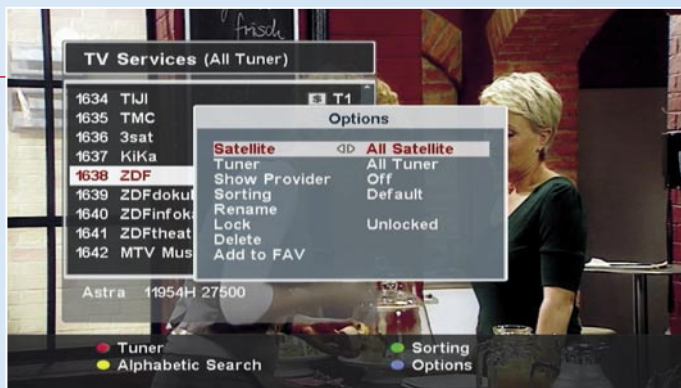 frisch
TV Services (All Tuner)
1634 TIJI $ T1
1635 TMC
1636 3sat
1637 KiKa
1638 ZDF
1639 ZDFdoku
1640 ZDFinfok
1641 ZDFtheat
1642 MTV Mus
Options
Satellite All Satellite
Tuner All Tuner
Show Provider Off
Sorting Default
Rename
Lock Unlocked
Delete
Add to FAV
Astra 11954H 27500
Tuner Sorting
Alphabetic Search Options